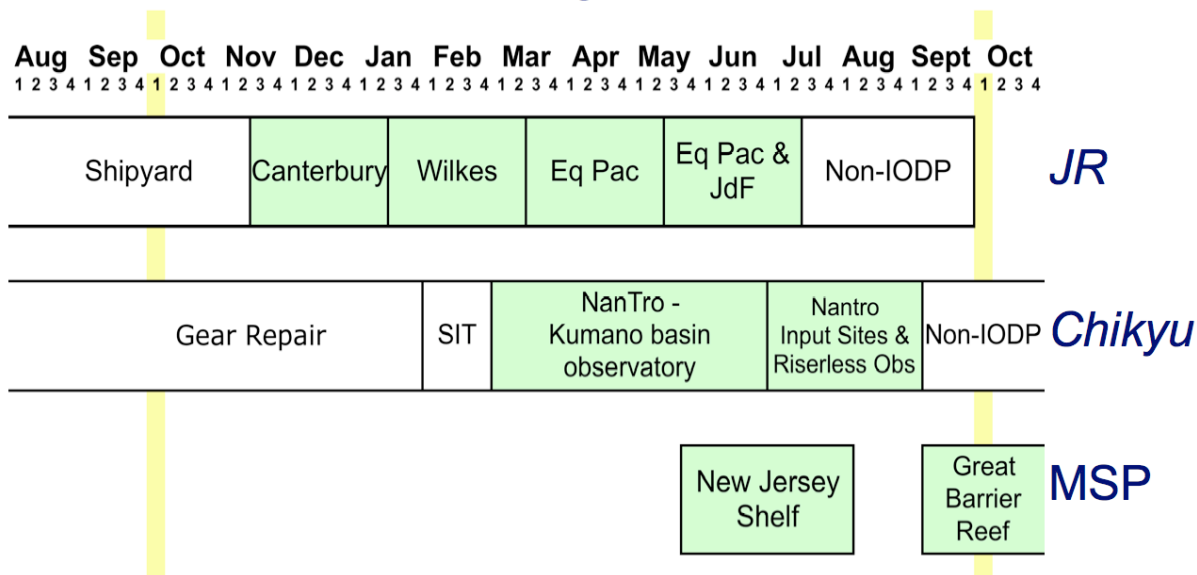 Aug Sep Oct Nov Dec Jan Feb Mar Apr May Jun Jul Aug Sept Oct
1 2 3 4 1 2 3 4 1 2 3 4 1 2 3 4 1 2 3 4 1 2 3 4 1 2 3 4 1 2 3 4 1 2 3 4 1 2 3 4 1 2 3 4 1 2 3 4 1 2 3 4 1 2 3 4 1 2 3 4
Shipyard
Canterbury
Wilkes
Eq Pac
Eq Pac &
JdF
Non-IODP
JR
Gear Repair
SIT
NanTro -
Kumano basin
observatory
Nantro
Input Sites &
Riserless Obs
Non-IODP
Chikyu
New Jersey
Shelf
Great
Barrier
Reef
MSP